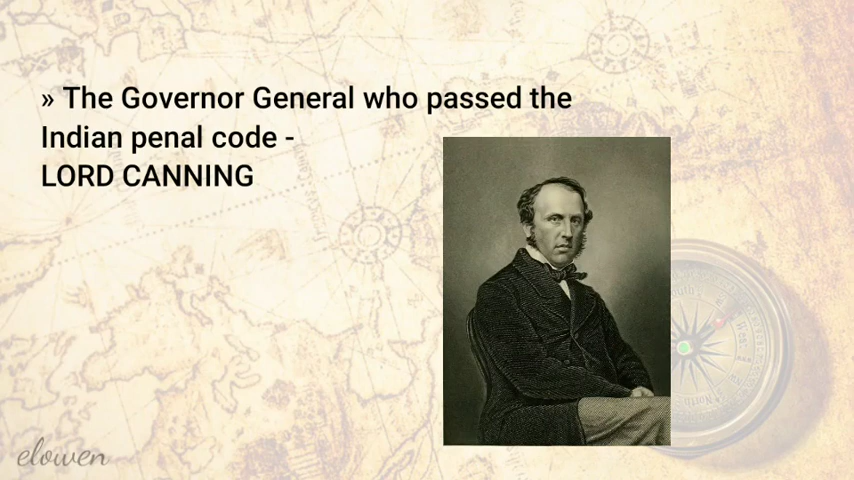 » The Governor General who passed the
Indian penal code -
LORD CANNING
elowen